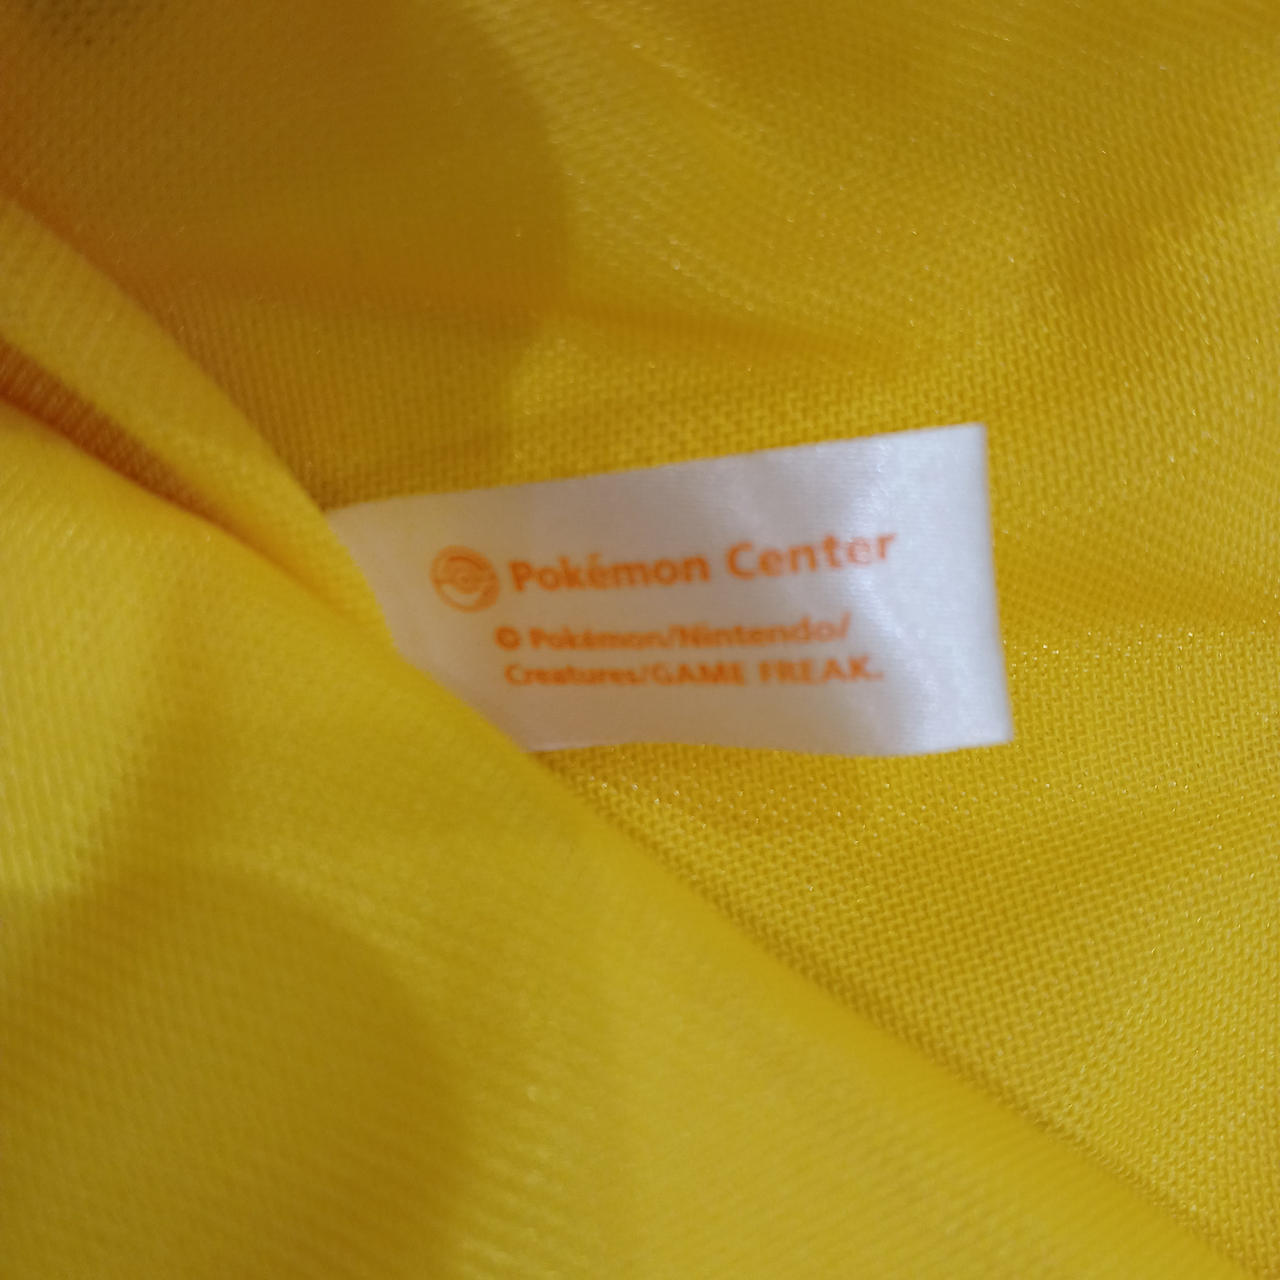 Pokémon Center
© Pokémon/Nintendo/
Creatures/GAME FREAK.